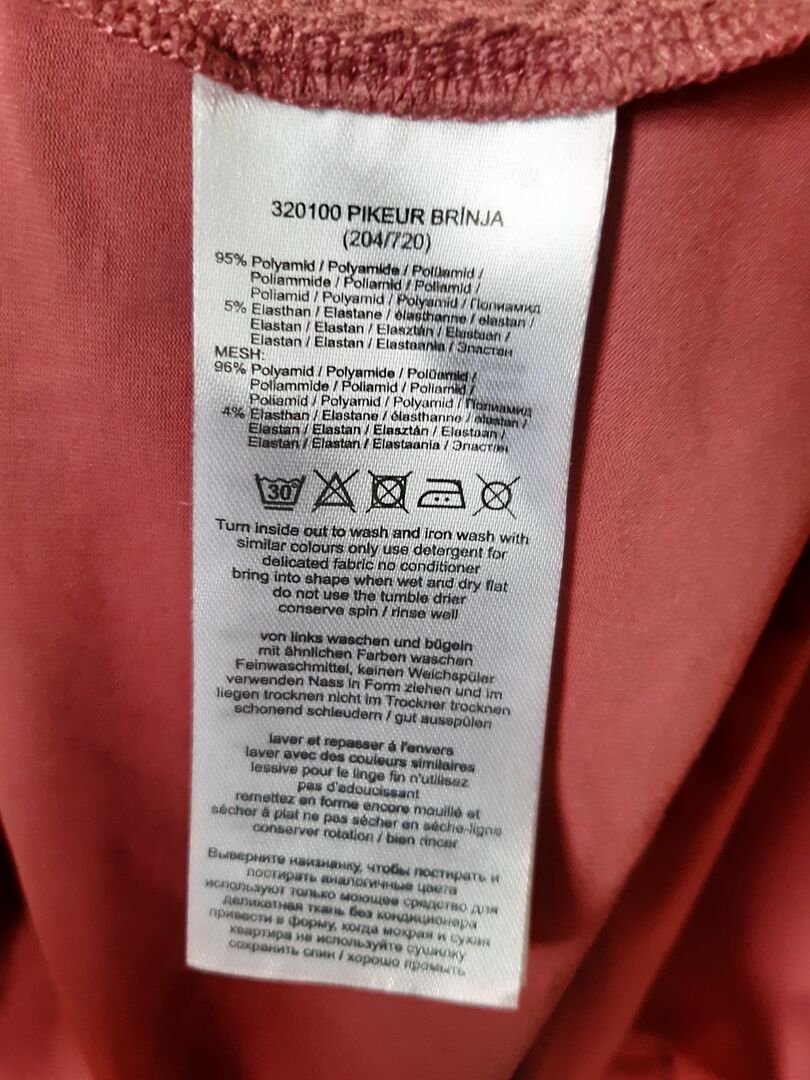 320100 PIKEUR BRİNJA
(204/720)
95% Polyamid / Polyamide / Poliüamid /
Poliammide / Poliamid / Poliamid /
Poliamid / Polyamid / Polyamid / Полиамид
5% Elasthan / Elastane / élasthanne / elastan /
Elastan / Elastan / Elasztán / Elastaan /
Elastan / Elastan / Elastaania / Эластан
MESH:
96% Polyamid / Polyamide / Poliüamid /
Poliammide / Poliamid / Poliamid /
Poliamid / Polyamid / Polyamid / Полиамид
4% Elasthan / Elastane / élasthanne / elastan /
Elastan / Elastan / Elasztán / Elastaan /
Elastan / Elastan / Elastaania / Эластан
30°
Turn inside out to wash and iron wash with
similar colours only use detergent for
delicated fabric no conditioner
bring into shape when wet and dry flat
do not use the tumble drier
conserve spin / rinse well
von links waschen und bügeln
mit ähnlichen Farben waschen
Feinwaschmittel, keinen Weichspüler
verwenden Nass in Form ziehen und im
liegen trocknen nicht im Trockner trocknen
schonend schleudern / gut ausspülen
laver et repasser á l'envers
laver avec des couleurs similaires
lessive pour le linge fin n'utilisez
pas d'adoucissant
remettez en forme encore mouillé et
sécher á plat ne pas sécher en séche-ligne
conserver rotation / bien rincer
Выверните наизнанку, чтобы постирать и
постирать аналогичные цвета
используют только моющее средство для
деликатная ткань без кондиционера
привести в форму, когда мокрая и сухая
квартира не используйте сушилку
сохранить спин / хорошо промыть